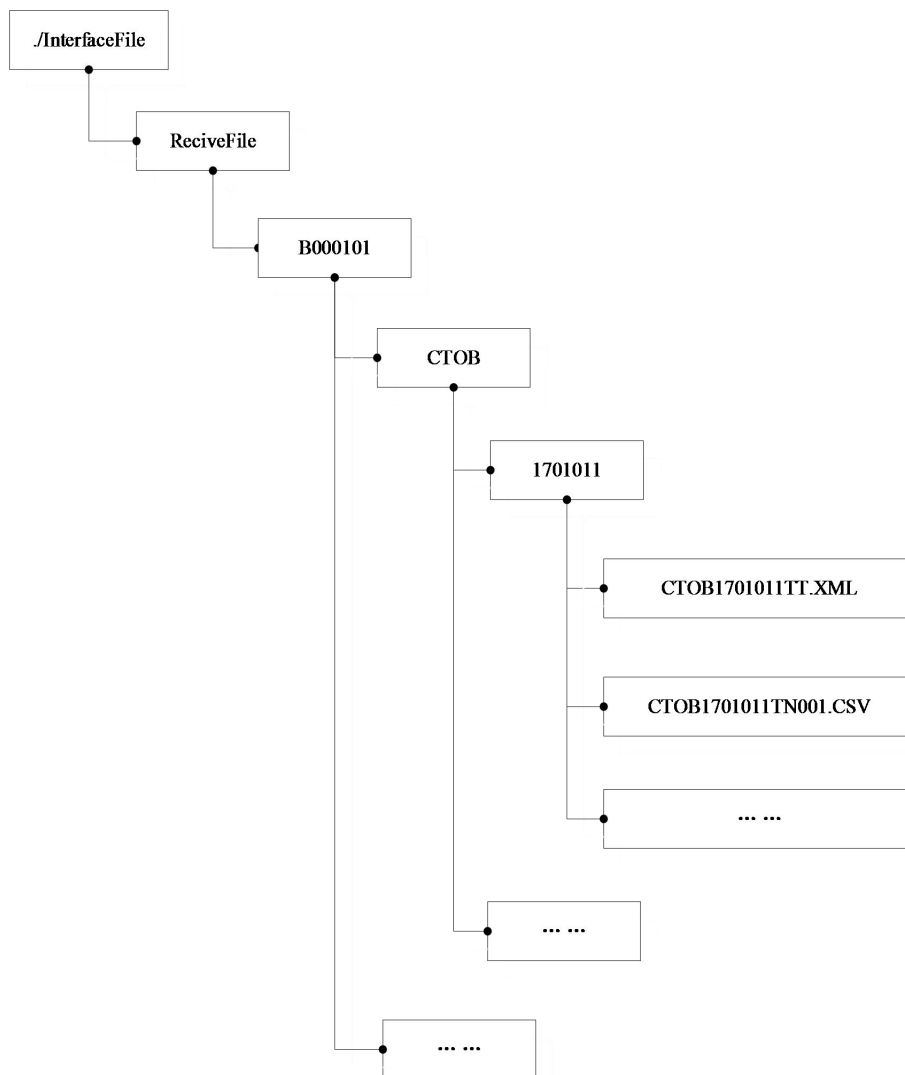 ./InterfaceFile
ReciveFile
B000101
CTOB
1701011
CTOB1701011TT.XML
CTOB1701011TN001.CSV
... ...
... ...
... ...